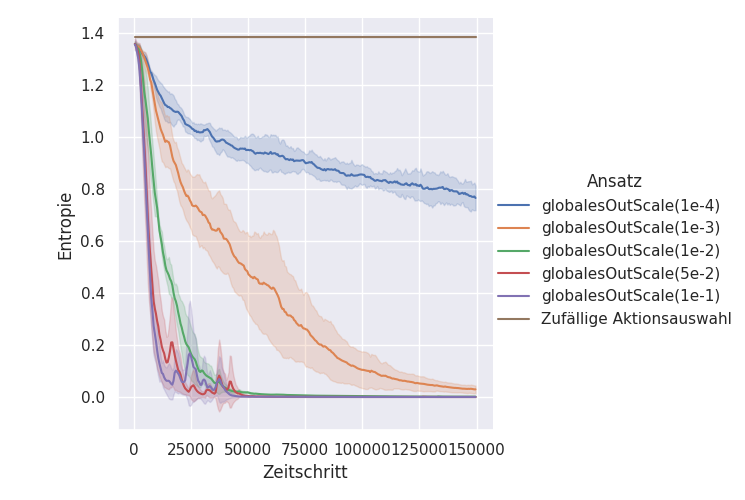 1.4
1.2
1.0
0.8
0.6
0.4
0.2
0.0
Entropie
0 25000 50000 75000 100000 125000 150000
Zeitschritt
Ansatz
globalesOutScale(1e-4)
globalesOutScale(1e-3)
globalesOutScale(1e-2)
globalesOutScale(5e-2)
globalesOutScale(1e-1)
Zufällige Aktionsauswahl